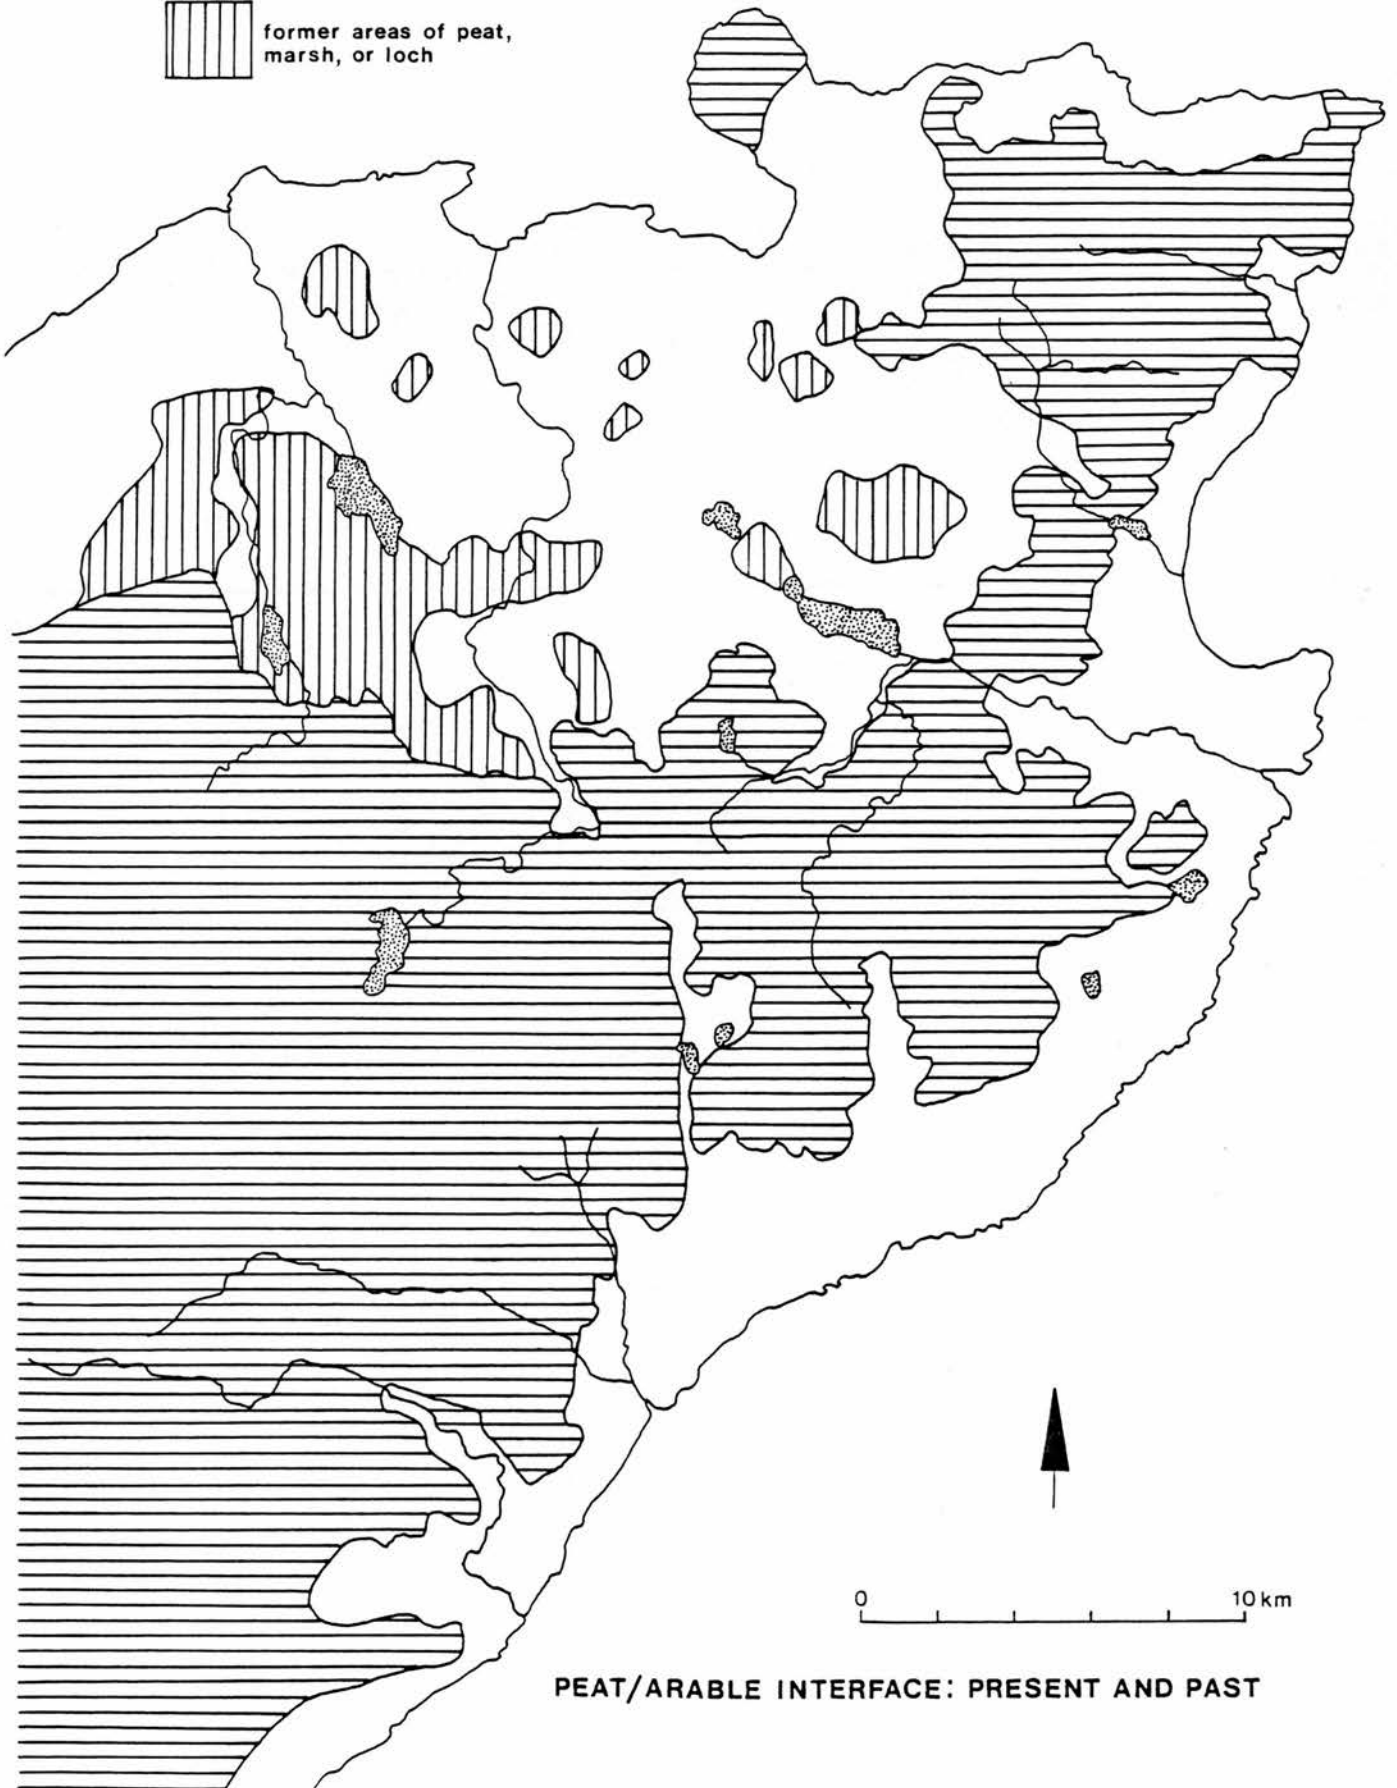 former areas of peat,
marsh, or loch
0 10 km
PEAT/ARABLE INTERFACE: PRESENT AND PAST